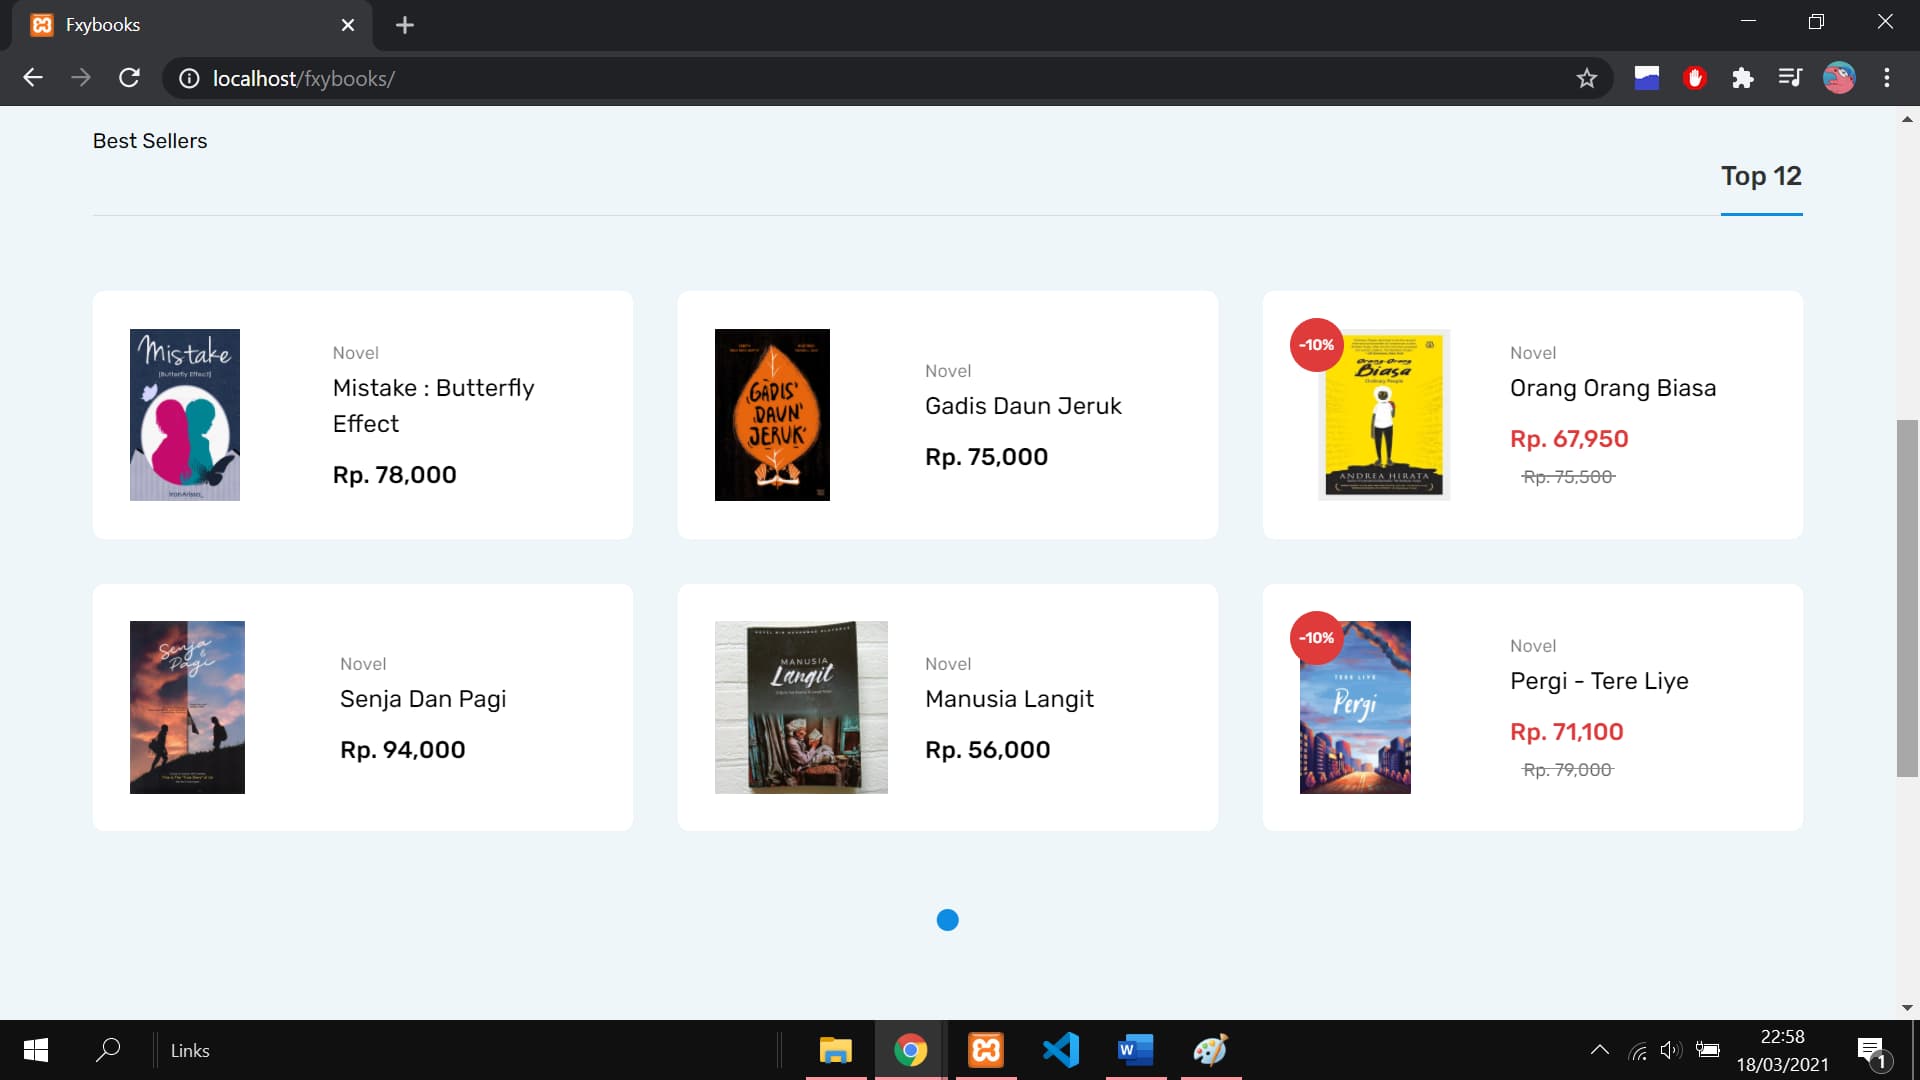 Fxybooks
localhost/fxybooks/
Best Sellers
Top 12
Mistake
[Butterfly Effect]
Novel
Mistake : Butterfly
Effect
Rp. 78,000
GADIS
DAUN
JERUK
Novel
Gadis Daun Jeruk
Rp. 75,000
-10%
Orang-Orang
Biasa
Ordinary People
ANDREA HIRATA
Novel
Orang Orang Biasa
Rp. 67,950
Rp. 75,500
Senja
&
Pagi
Novel
Senja Dan Pagi
Rp. 94,000
MANUSIA
Langit
Novel
Manusia Langit
Rp. 56,000
-10%
TERE LIYE
Pergi
Novel
Pergi - Tere Liye
Rp. 71,100
Rp. 79,000
Links
W
22:58
18/03/2021
1